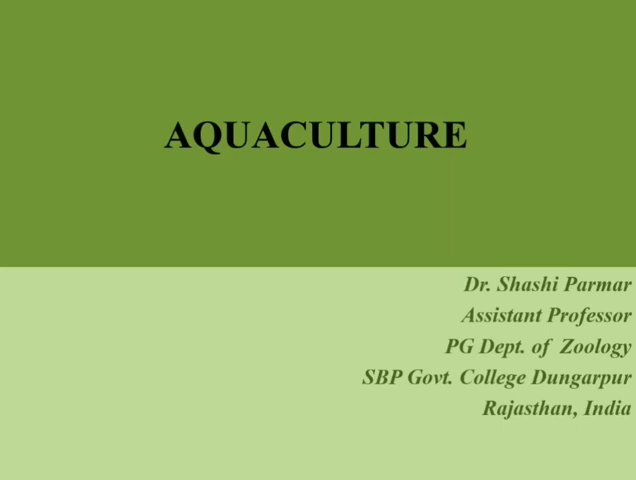 AQUACULTURE
Dr. Shashi Parmar
Assistant Professor
PG Dept. of Zoology
SBP Govt. College Dungarpur
Rajasthan, India